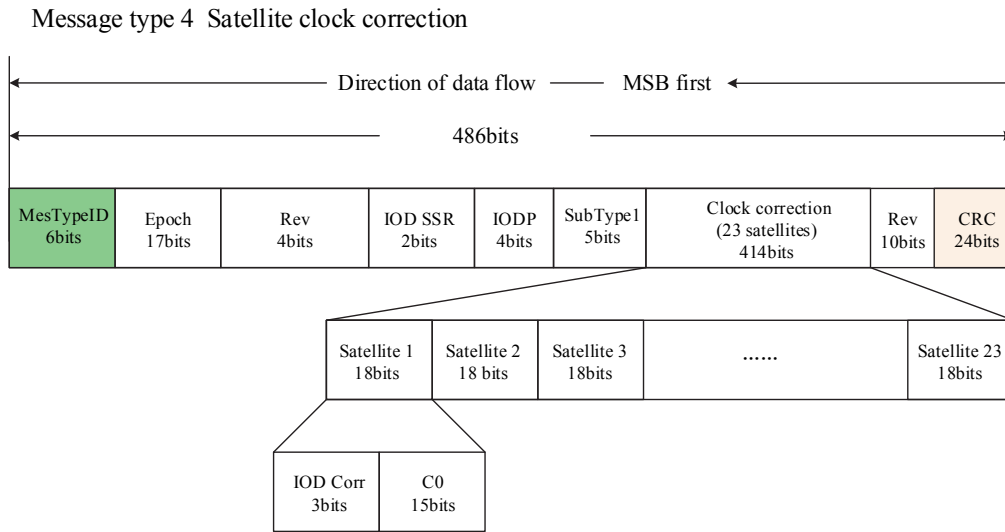 Message type 4  Satellite clock correction
Direction of data flow
MSB first
486bits
MesTypeID
6bits
Epoch
17bits
Rev
4bits
IOD SSR
2bits
IODP
4bits
SubType1
5bits
Clock correction
(23 satellites)
414bits
Rev
10bits
CRC
24bits
Satellite 1
18bits
Satellite 2
18 bits
Satellite 3
18bits
......
Satellite 23
18bits
IOD Corr
3bits
C0
15bits